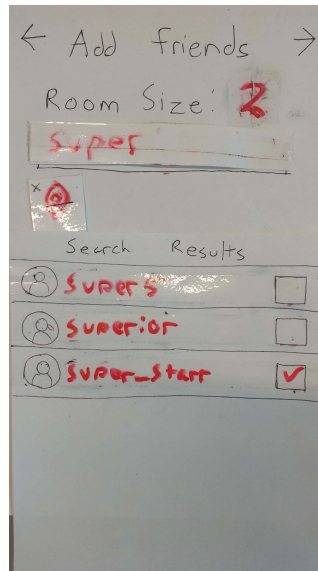 ← Add friends →
Room Size: 2
super
x
Search Results
supers
superior
super_starr